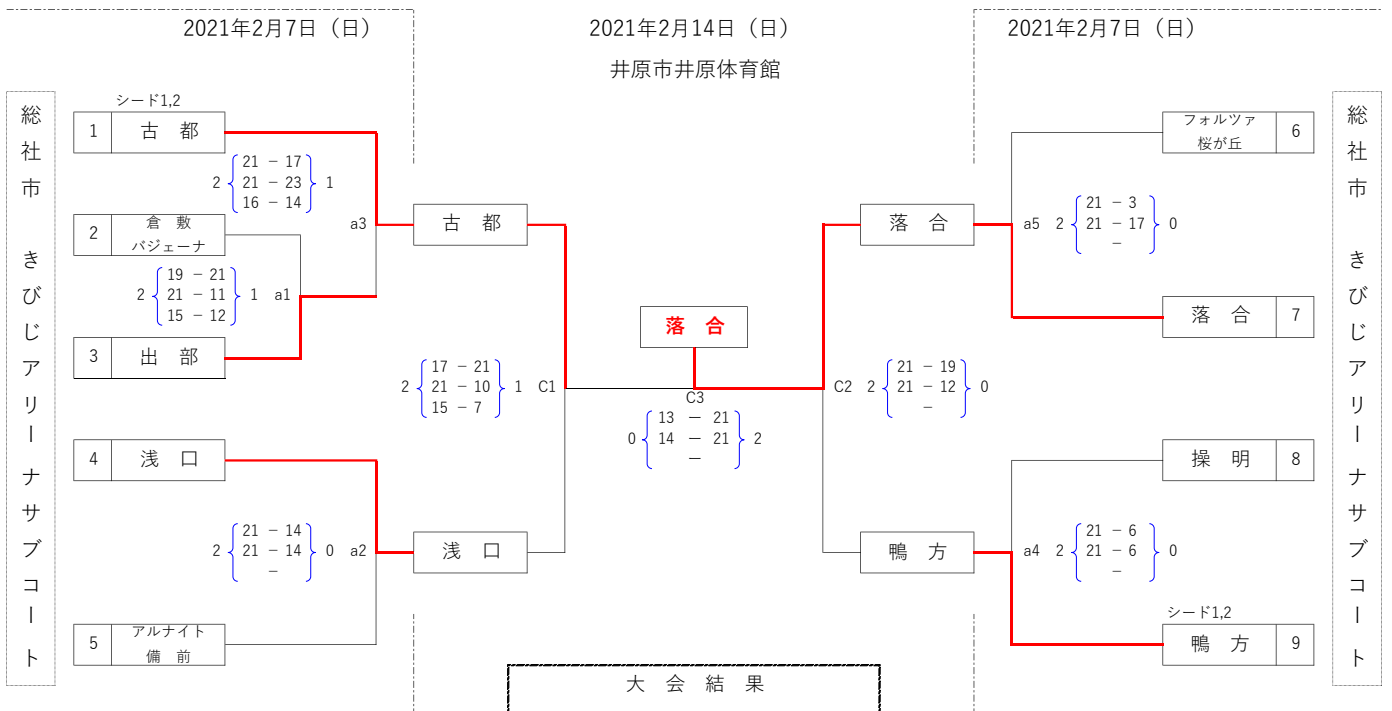 2021年2月7日（日）
2021年2月14日（日）
2021年2月7日（日）
井原市井原体育館
総社市　きびじアリーナサブコート
シード1,2
1 古　都
21 − 17
2 21 − 23 1
16 − 14
a3
2 倉　敷
バジェーナ
19 − 21
2 21 − 11 1 a1
15 − 12
3 出　部
古　都
17 − 21
2 21 − 10 1 C1
15 − 7
4 浅　口
21 − 14
2 21 − 14 0 a2
−
浅　口
5 アルナイト
備　前
落　合
C3
13 − 21
0 14 − 21 2
−
落　合
C2 2 21 − 19 0
21 − 12
−
鴨　方
フォルツァ 6
桜が丘
21 − 3
a5 2 21 − 17 0
−
落　合 7
操　明 8
21 − 6
a4 2 21 − 6 0
−
シード1,2
鴨　方 9
総社市　きびじアリーナサブコート
大　会　結　果